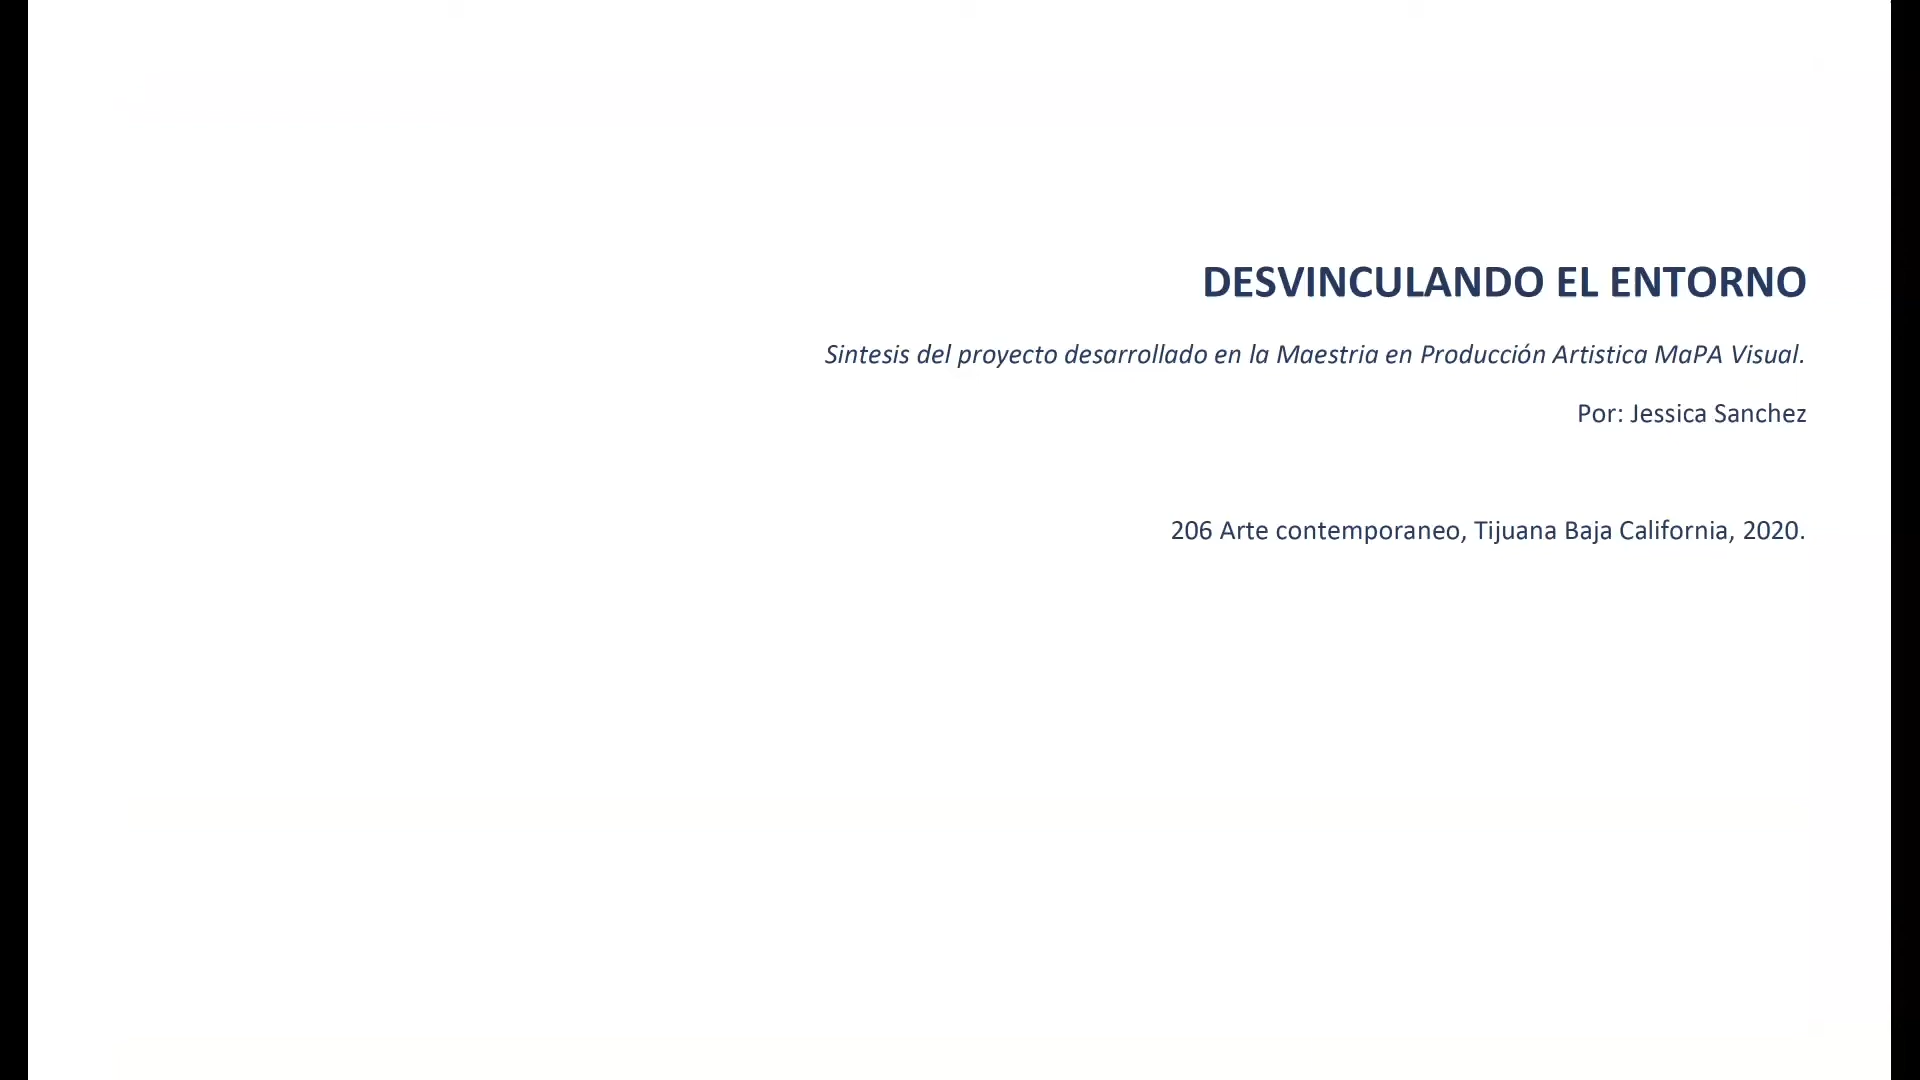 DESVINCULANDO EL ENTORNO
Sintesis del proyecto desarrollado en la Maestria en Producción Artistica MaPA Visual.
Por: Jessica Sanchez
206 Arte contemporaneo, Tijuana Baja California, 2020.